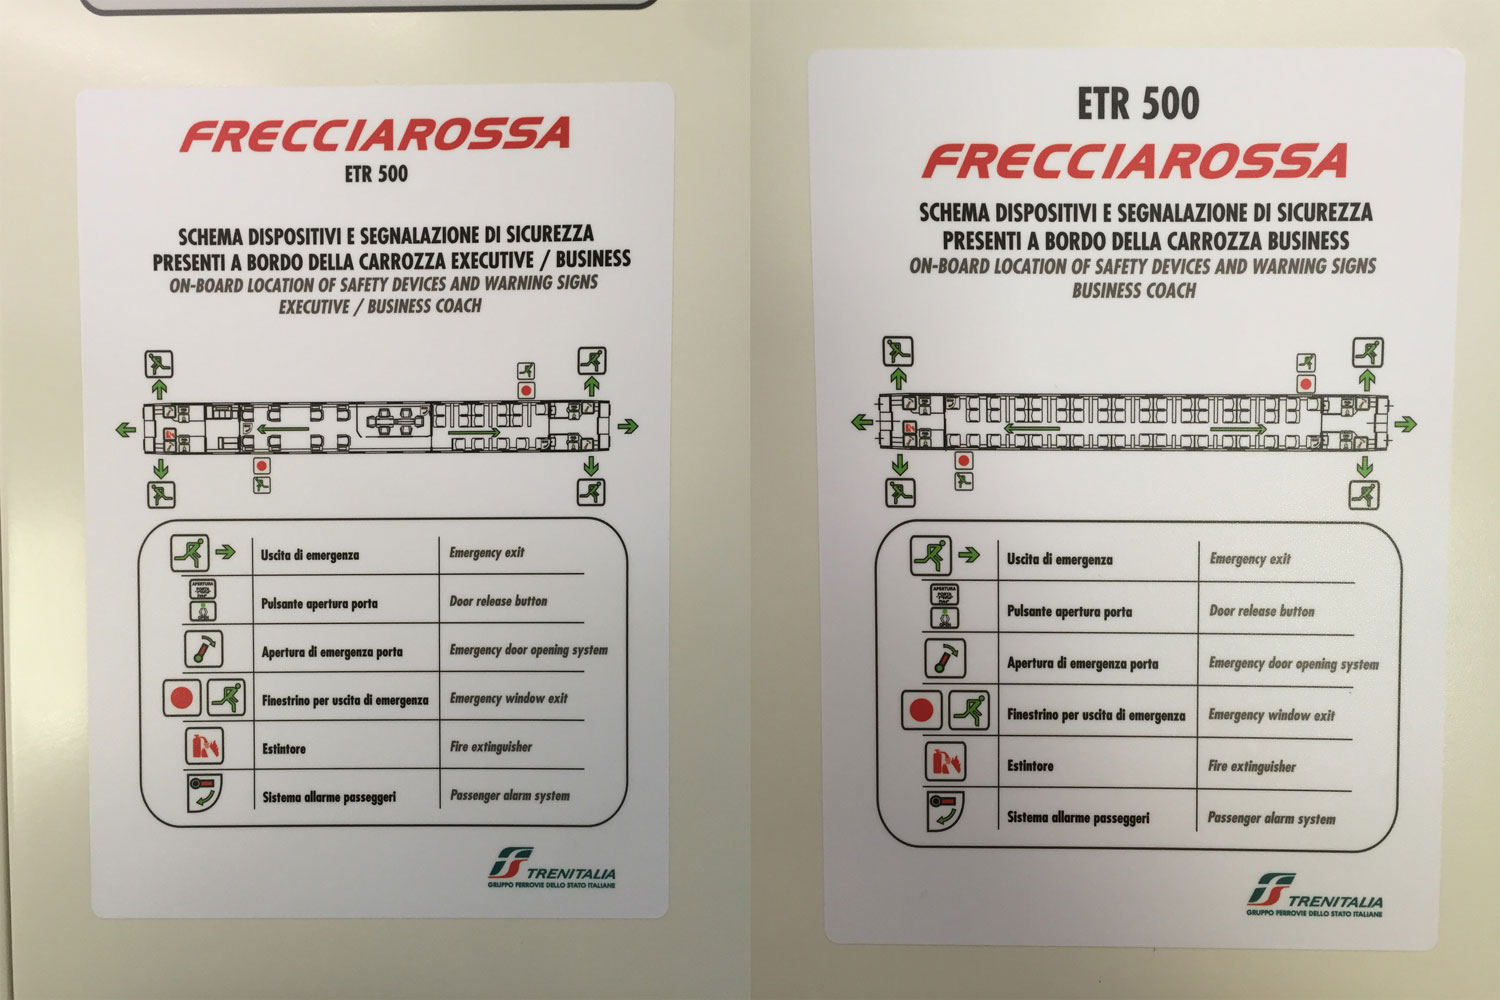 FRECCIAROSSA
ETR 500
SCHEMA DISPOSITIVI E SEGNALAZIONE DI SICUREZZA
PRESENTI A BORDO DELLA CARROZZA EXECUTIVE / BUSINESS
ON-BOARD LOCATION OF SAFETY DEVICES AND WARNING SIGNS
EXECUTIVE / BUSINESS COACH
Uscita di emergenza Emergency exit
APERTURA
PORTA
OPEN
Pulsante apertura porta Door release button
Apertura di emergenza porta Emergency door opening system
Finestrino per uscita di emergenza Emergency window exit
Estintore Fire extinguisher
Sistema allarme passeggeri Passenger alarm system
TRENITALIA
GRUPPO FERROVIE DELLO STATO ITALIANE
ETR 500
FRECCIAROSSA
SCHEMA DISPOSITIVI E SEGNALAZIONE DI SICUREZZA
PRESENTI A BORDO DELLA CARROZZA BUSINESS
ON-BOARD LOCATION OF SAFETY DEVICES AND WARNING SIGNS
BUSINESS COACH
Uscita di emergenza Emergency exit
APERTURA
PORTA
OPEN
Pulsante apertura porta Door release button
Apertura di emergenza porta Emergency door opening system
Finestrino per uscita di emergenza Emergency window exit
Estintore Fire extinguisher
Sistema allarme passeggeri Passenger alarm system
TRENITALIA
GRUPPO FERROVIE DELLO STATO ITALIANE